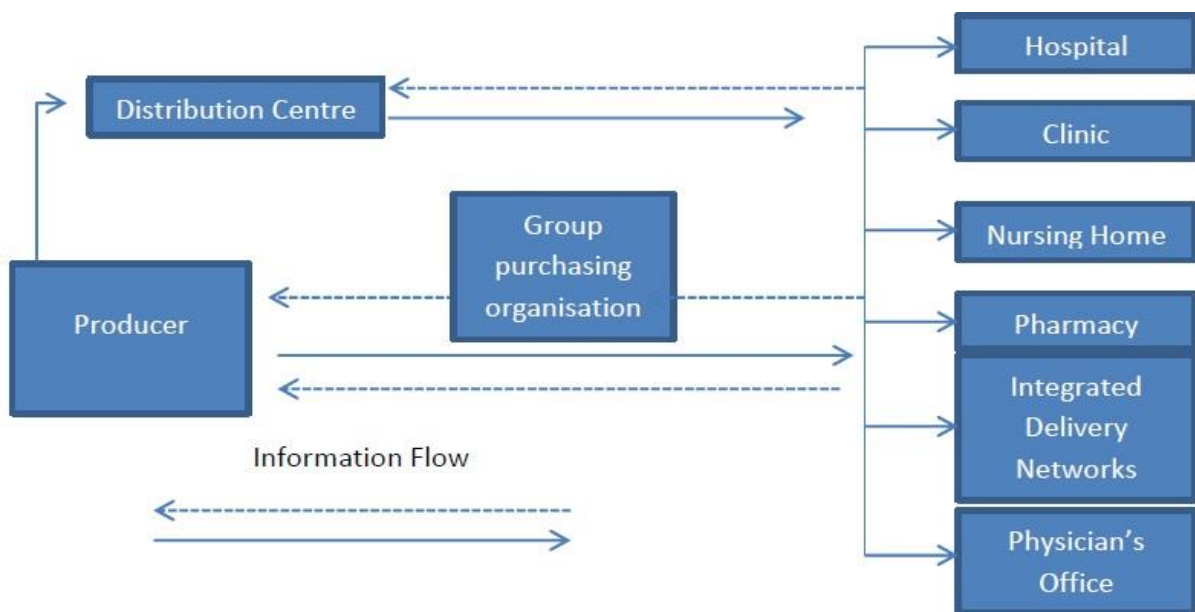 Hospital
Distribution Centre
Clinic
Group
purchasing
organisation
Nursing Home
Producer
Pharmacy
Integrated
Delivery
Networks
Information Flow
Physician's
Office